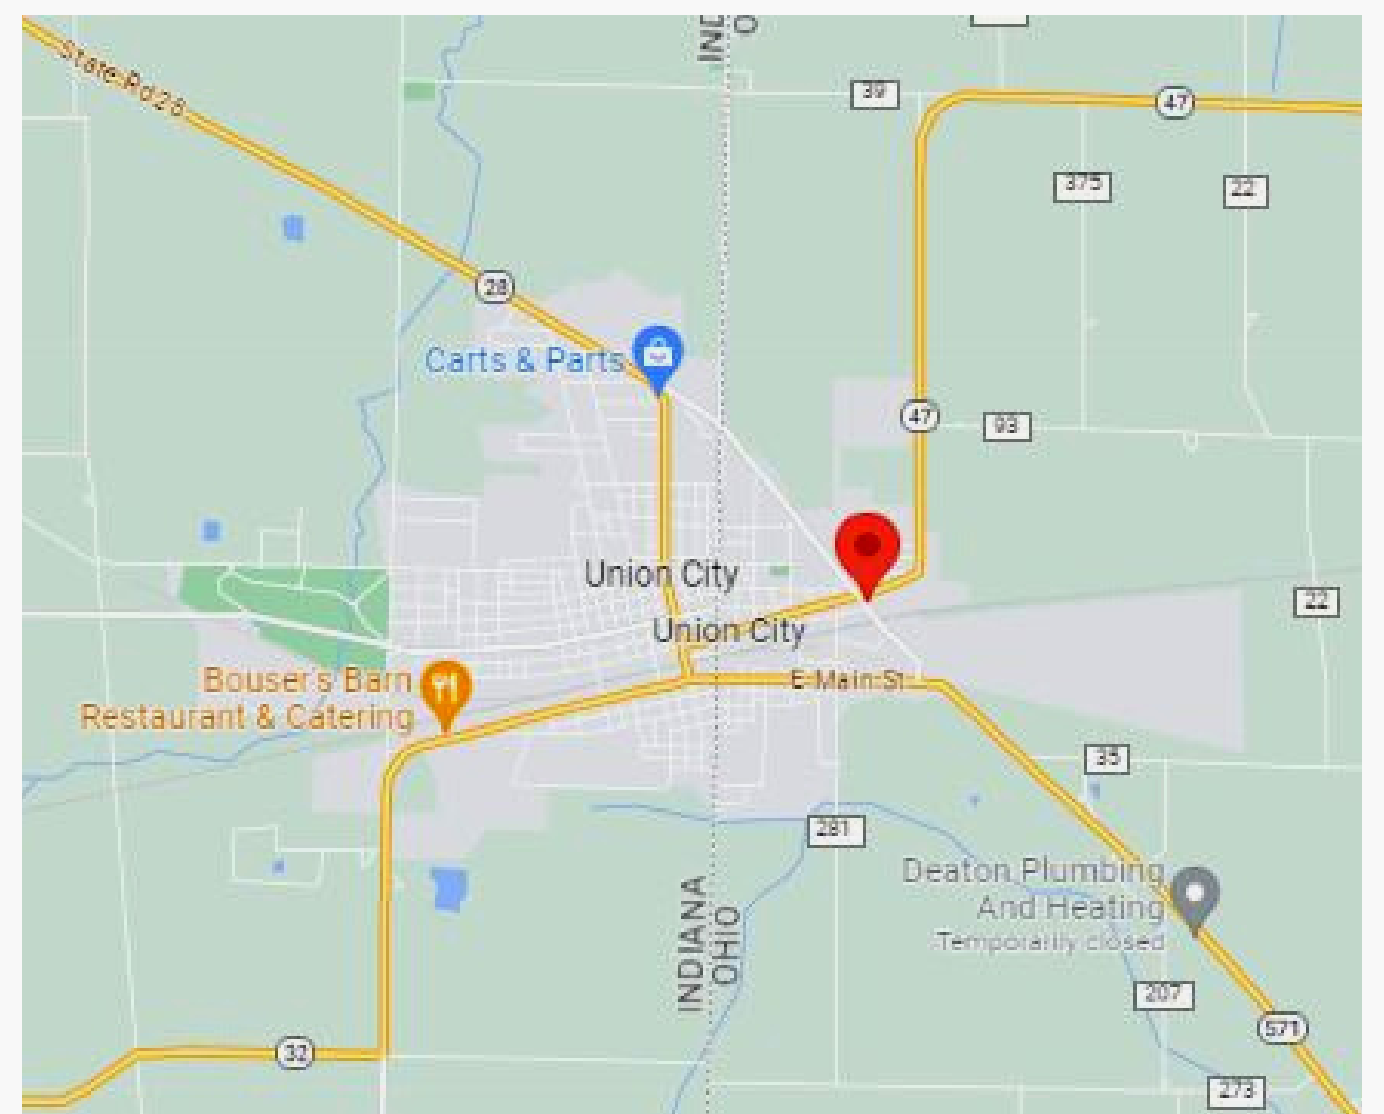 IND
O
39
47
State Rd 28
375
22
28
Carts & Parts
47
93
Union City
22
Union City
E Main St
Bouser's Barn
Restaurant & Catering
35
281
Deaton Plumbing
And Heating
Temporarily closed
INDIANA
OHIO
207
571
32
273